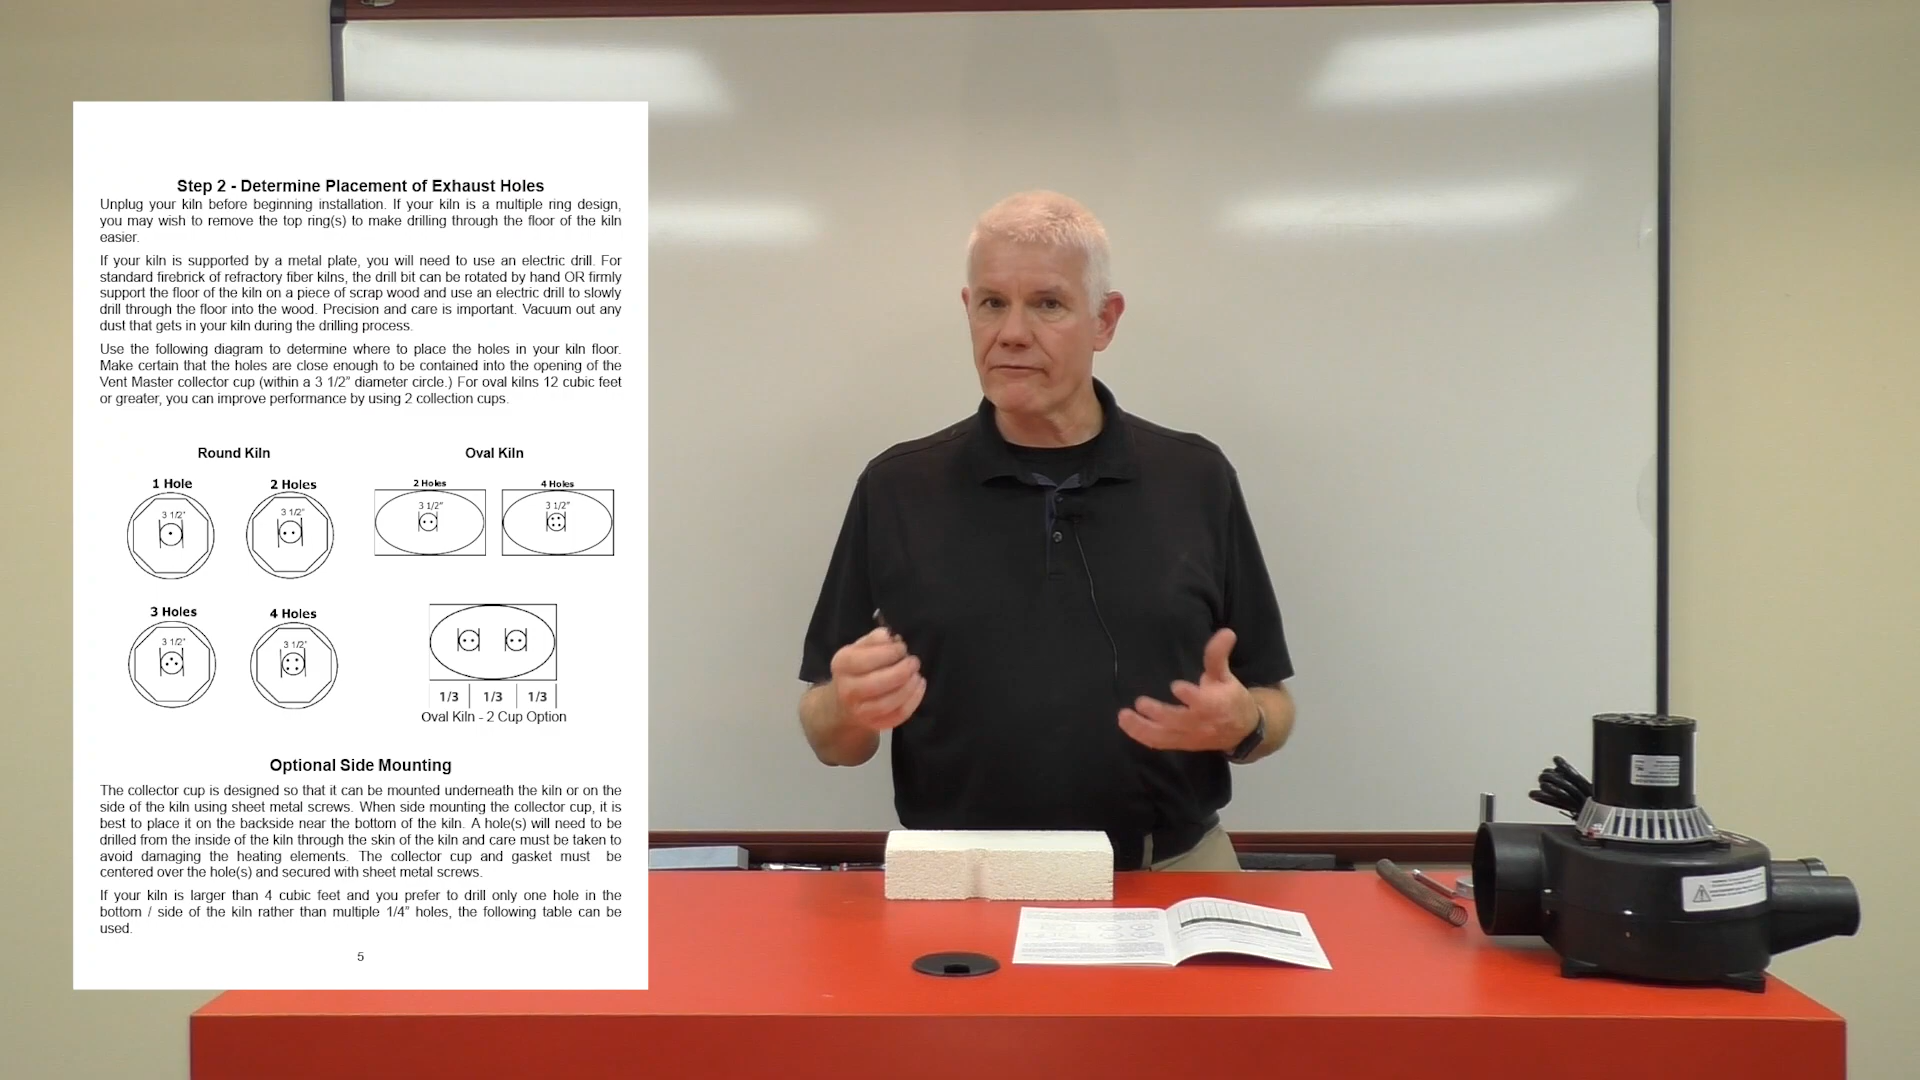 Step 2 - Determine Placement of Exhaust Holes
Unplug your kiln before beginning installation. If your kiln is a multiple ring design,
you may wish to remove the top ring(s) to make drilling through the floor of the kiln
easier.
If your kiln is supported by a metal plate, you will need to use an electric drill. For
standard firebrick of refractory fiber kilns, the drill bit can be rotated by hand OR firmly
support the floor of the kiln on a piece of scrap wood and use an electric drill to slowly
drill through the floor into the wood. Precision and care is important. Vacuum out any
dust that gets in your kiln during the drilling process.
Use the following diagram to determine where to place the holes in your kiln floor.
Make certain that the holes are close enough to be contained into the opening of the
Vent Master collector cup (within a 3 1/2” diameter circle.) For oval kilns 12 cubic feet
or greater, you can improve performance by using 2 collection cups.
Round Kiln
1 Hole
3 1/2"
2 Holes
3 1/2"
3 Holes
3 1/2"
4 Holes
3 1/2"
Oval Kiln
2 Holes
3 1/2"
4 Holes
3 1/2"
1/3 1/3 1/3
Oval Kiln - 2 Cup Option
Optional Side Mounting
The collector cup is designed so that it can be mounted underneath the kiln or on the
side of the kiln using sheet metal screws. When side mounting the collector cup, it is
best to place it on the backside near the bottom of the kiln. A hole(s) will need to be
drilled from the inside of the kiln through the skin of the kiln and care must be taken to
avoid damaging the heating elements. The collector cup and gasket must be
centered over the hole(s) and secured with sheet metal screws.
If your kiln is larger than 4 cubic feet and you prefer to drill only one hole in the
bottom / side of the kiln rather than multiple 1/4” holes, the following table can be
used.
5